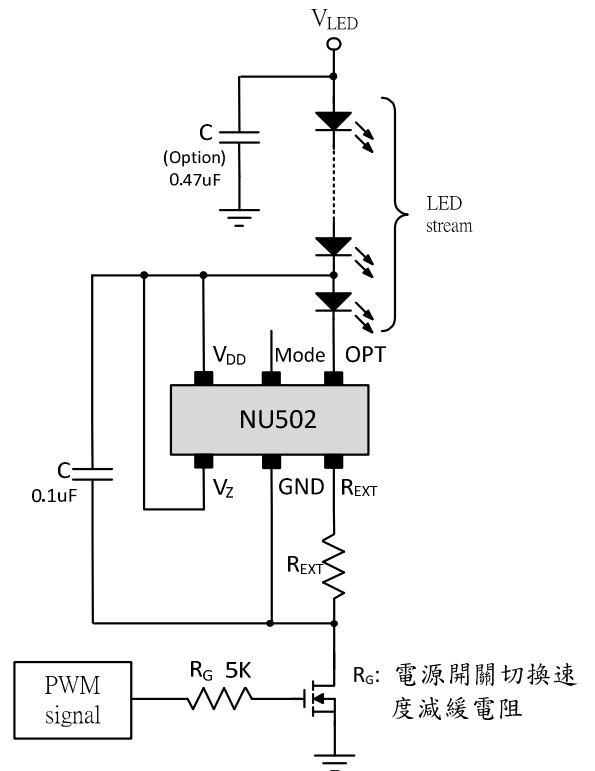 VLED
C
(Option)
0.47uF
LED
stream
VDD
Mode
OPT
NU502
C
0.1uF
VZ
GND
REXT
REXT
PWM
signal
RG 5K
RG: 電源開關切換速
度減緩電阻